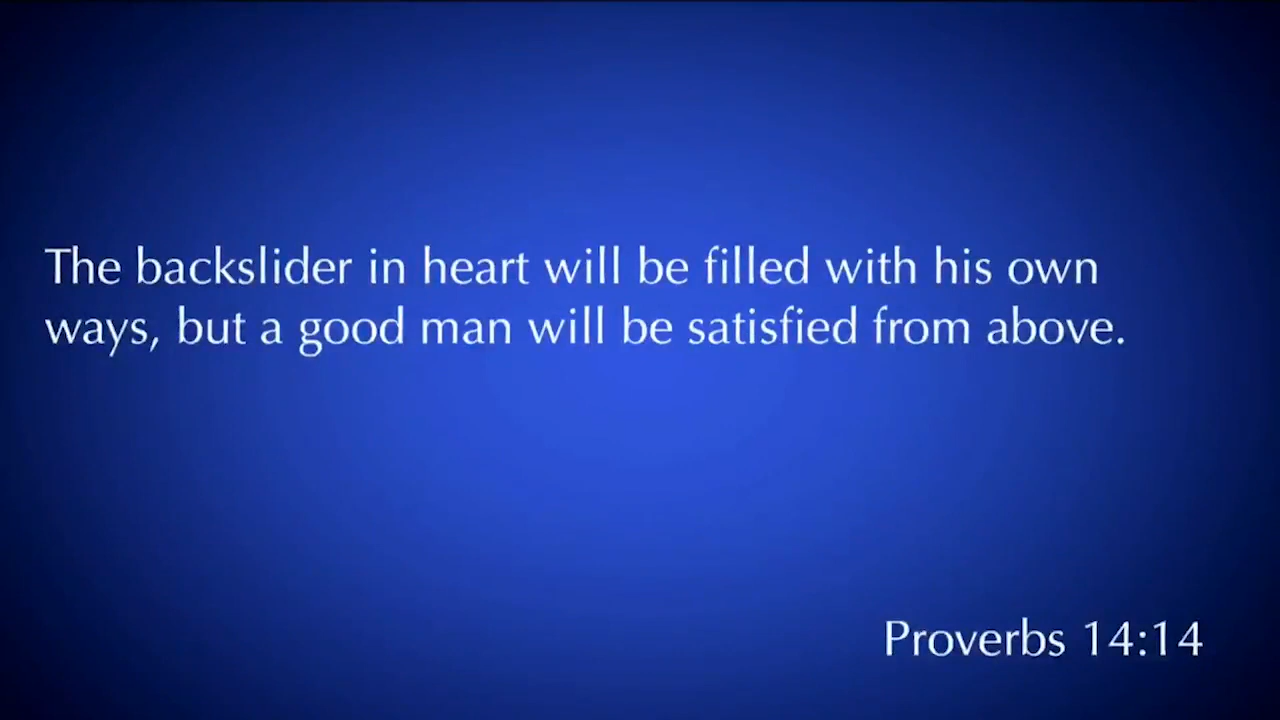 The backslider in heart will be filled with his own
ways, but a good man will be satisfied from above.
Proverbs 14:14